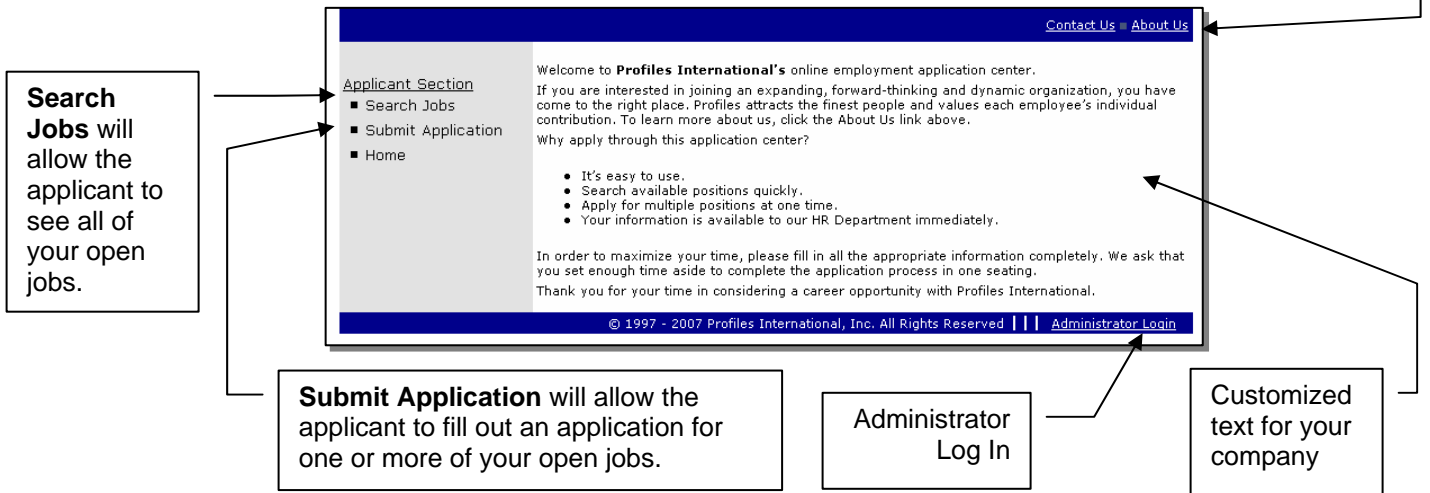 Contact Us ■ About Us
Search
Jobs will
allow the
applicant to
see all of
your open
jobs.
Applicant Section
■ Search Jobs
■ Submit Application
■ Home
Welcome to Profiles International's online employment application center.
If you are interested in joining an expanding, forward-thinking and dynamic organization, you have
come to the right place. Profiles attracts the finest people and values each employee's individual
contribution. To learn more about us, click the About Us link above.
Why apply through this application center?
● It's easy to use.
● Search available positions quickly.
● Apply for multiple positions at one time.
● Your information is available to our HR Department immediately.
In order to maximize your time, please fill in all the appropriate information completely. We ask that
you set enough time aside to complete the application process in one seating.
Thank you for your time in considering a career opportunity with Profiles International.
© 1997 - 2007 Profiles International, Inc. All Rights Reserved ┃┃┃ Administrator Login
Submit Application will allow the
applicant to fill out an application for
one or more of your open jobs.
Administrator
Log In
Customized
text for your
company